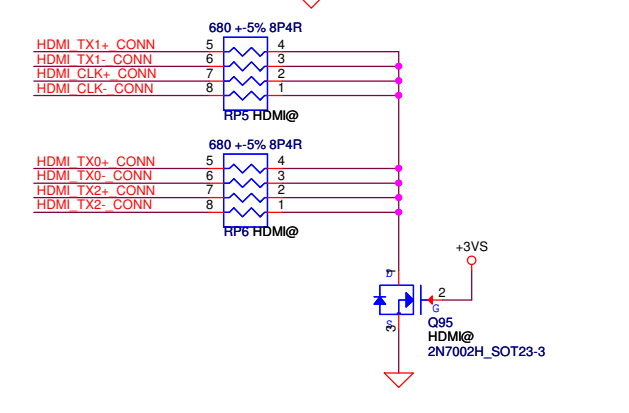 680 +-5% 8P4R
HDMI_TX1+_CONN 5 4
HDMI_TX1-_CONN 6 3
HDMI_CLK+_CONN 7 2
HDMI_CLK-_CONN 8 1
RP5 HDMI@
680 +-5% 8P4R
HDMI_TX0+_CONN 5 4
HDMI_TX0-_CONN 6 3
HDMI_TX2+_CONN 7 2
HDMI_TX2-_CONN 8 1
RP6 HDMI@
+3VS
D 1
2
G
S 3
Q95
HDMI@
2N7002H_SOT23-3